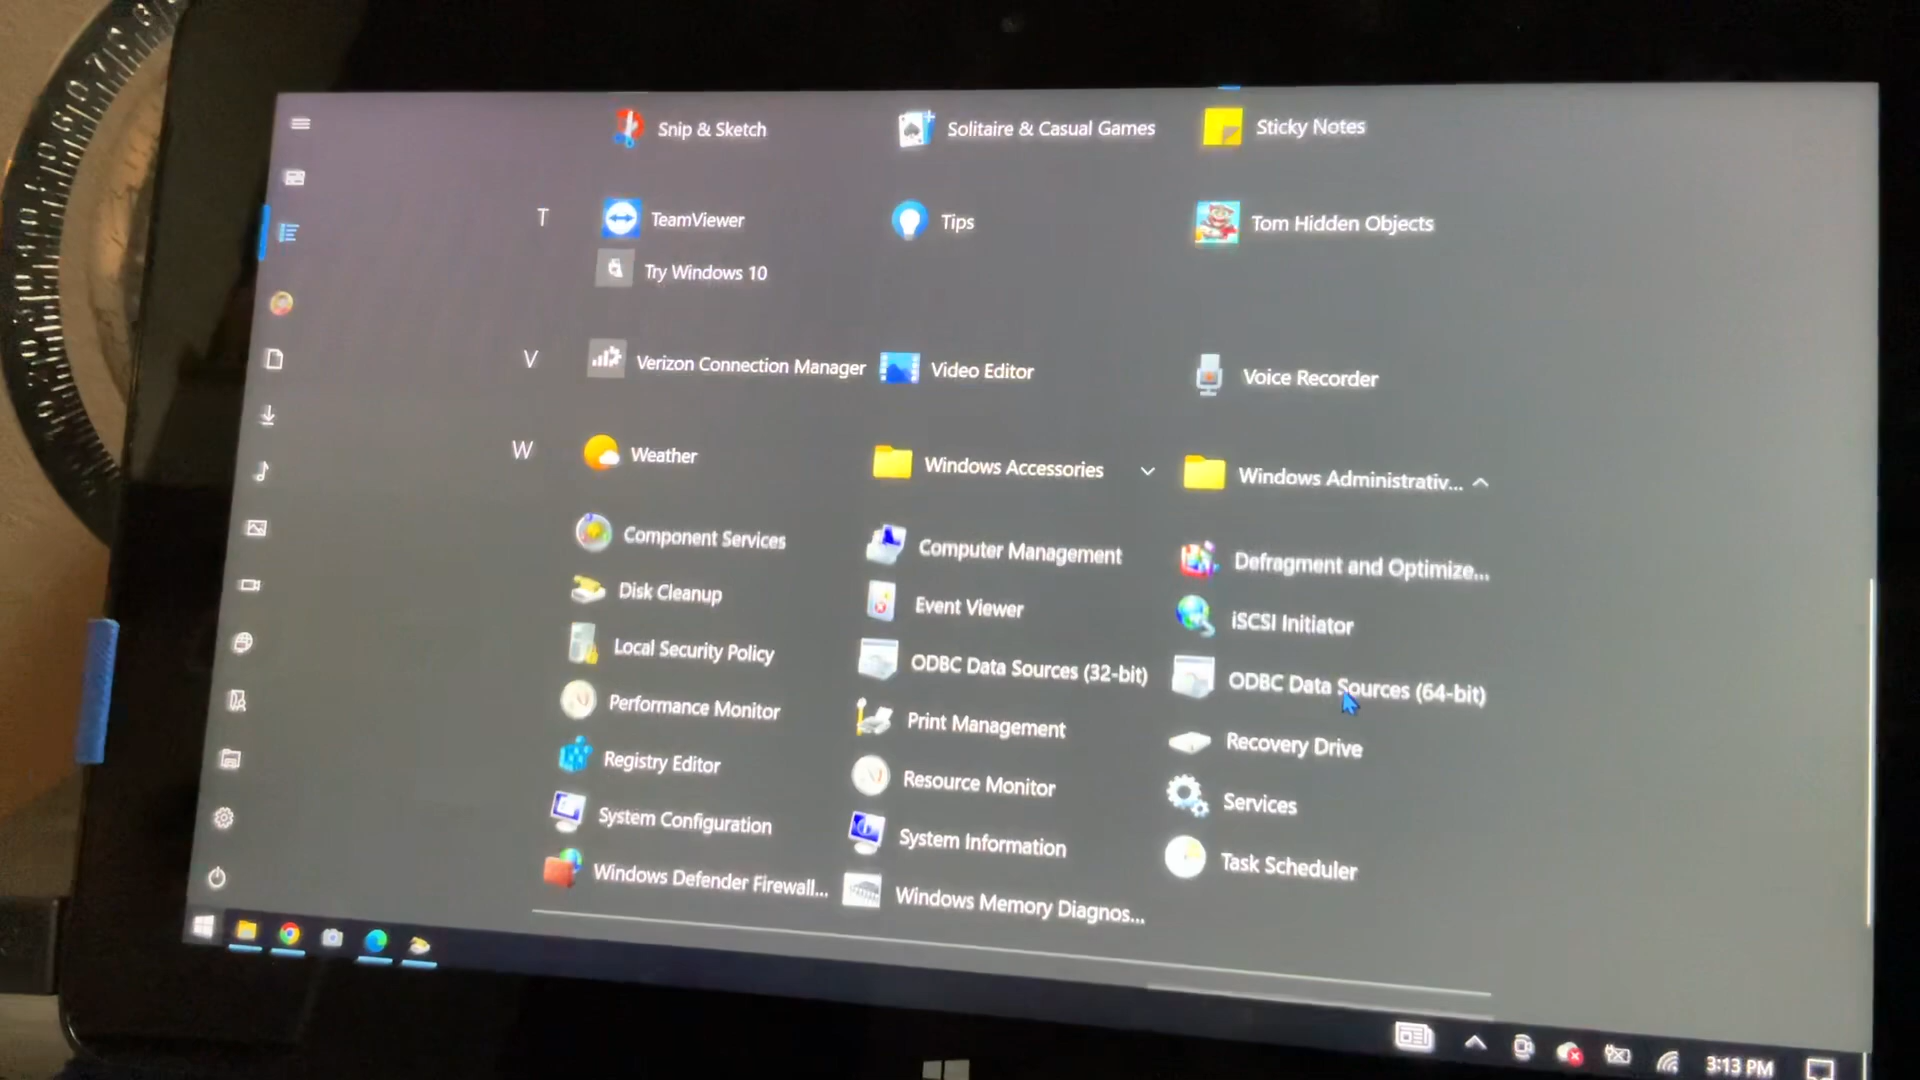 Snip & Sketch
Solitaire & Casual Games
Sticky Notes
T
TeamViewer
Tips
Tom Hidden Objects
Try Windows 10
V
Verizon Connection Manager
Video Editor
Voice Recorder
W
Weather
Windows Accessories
Windows Administrativ...
Component Services
Computer Management
Defragment and Optimize...
Disk Cleanup
Event Viewer
iSCSI Initiator
Local Security Policy
ODBC Data Sources (32-bit)
ODBC Data Sources (64-bit)
Performance Monitor
Print Management
Recovery Drive
Registry Editor
Resource Monitor
Services
System Configuration
System Information
Task Scheduler
Windows Defender Firewall...
Windows Memory Diagnos...
3:13 PM